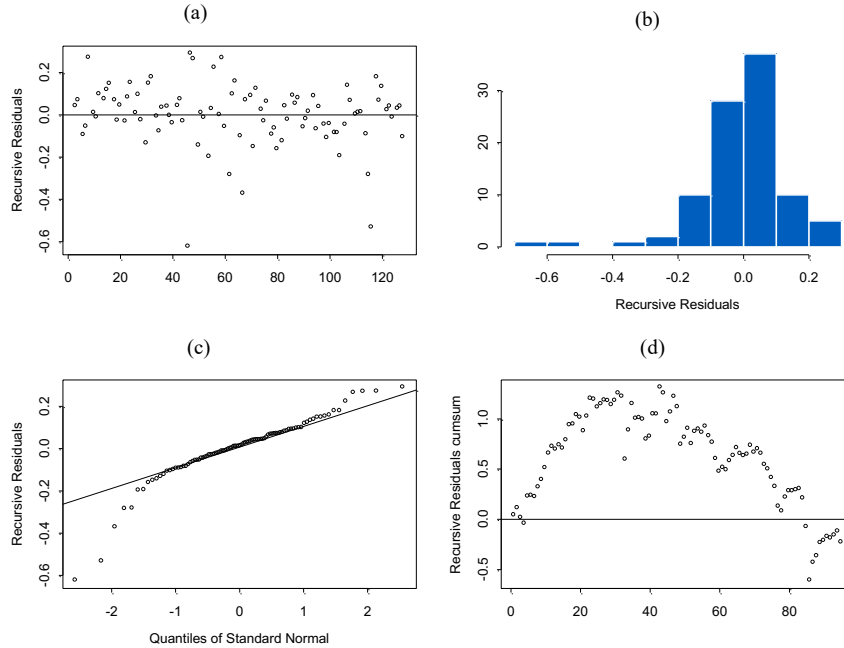 (a)
Recursive Residuals
0.2
0.0
-0.2
-0.4
-0.6
0 20 40 60 80 100 120
(b)
30
20
10
0
-0.6 -0.4 -0.2 0.0 0.2
Recursive Residuals
(c)
Recursive Residuals
0.2
0.0
-0.2
-0.4
-0.6
-2 -1 0 1 2
Quantiles of Standard Normal
(d)
Recursive Residuals cumsum
1.0
0.5
0.0
-0.5
0 20 40 60 80